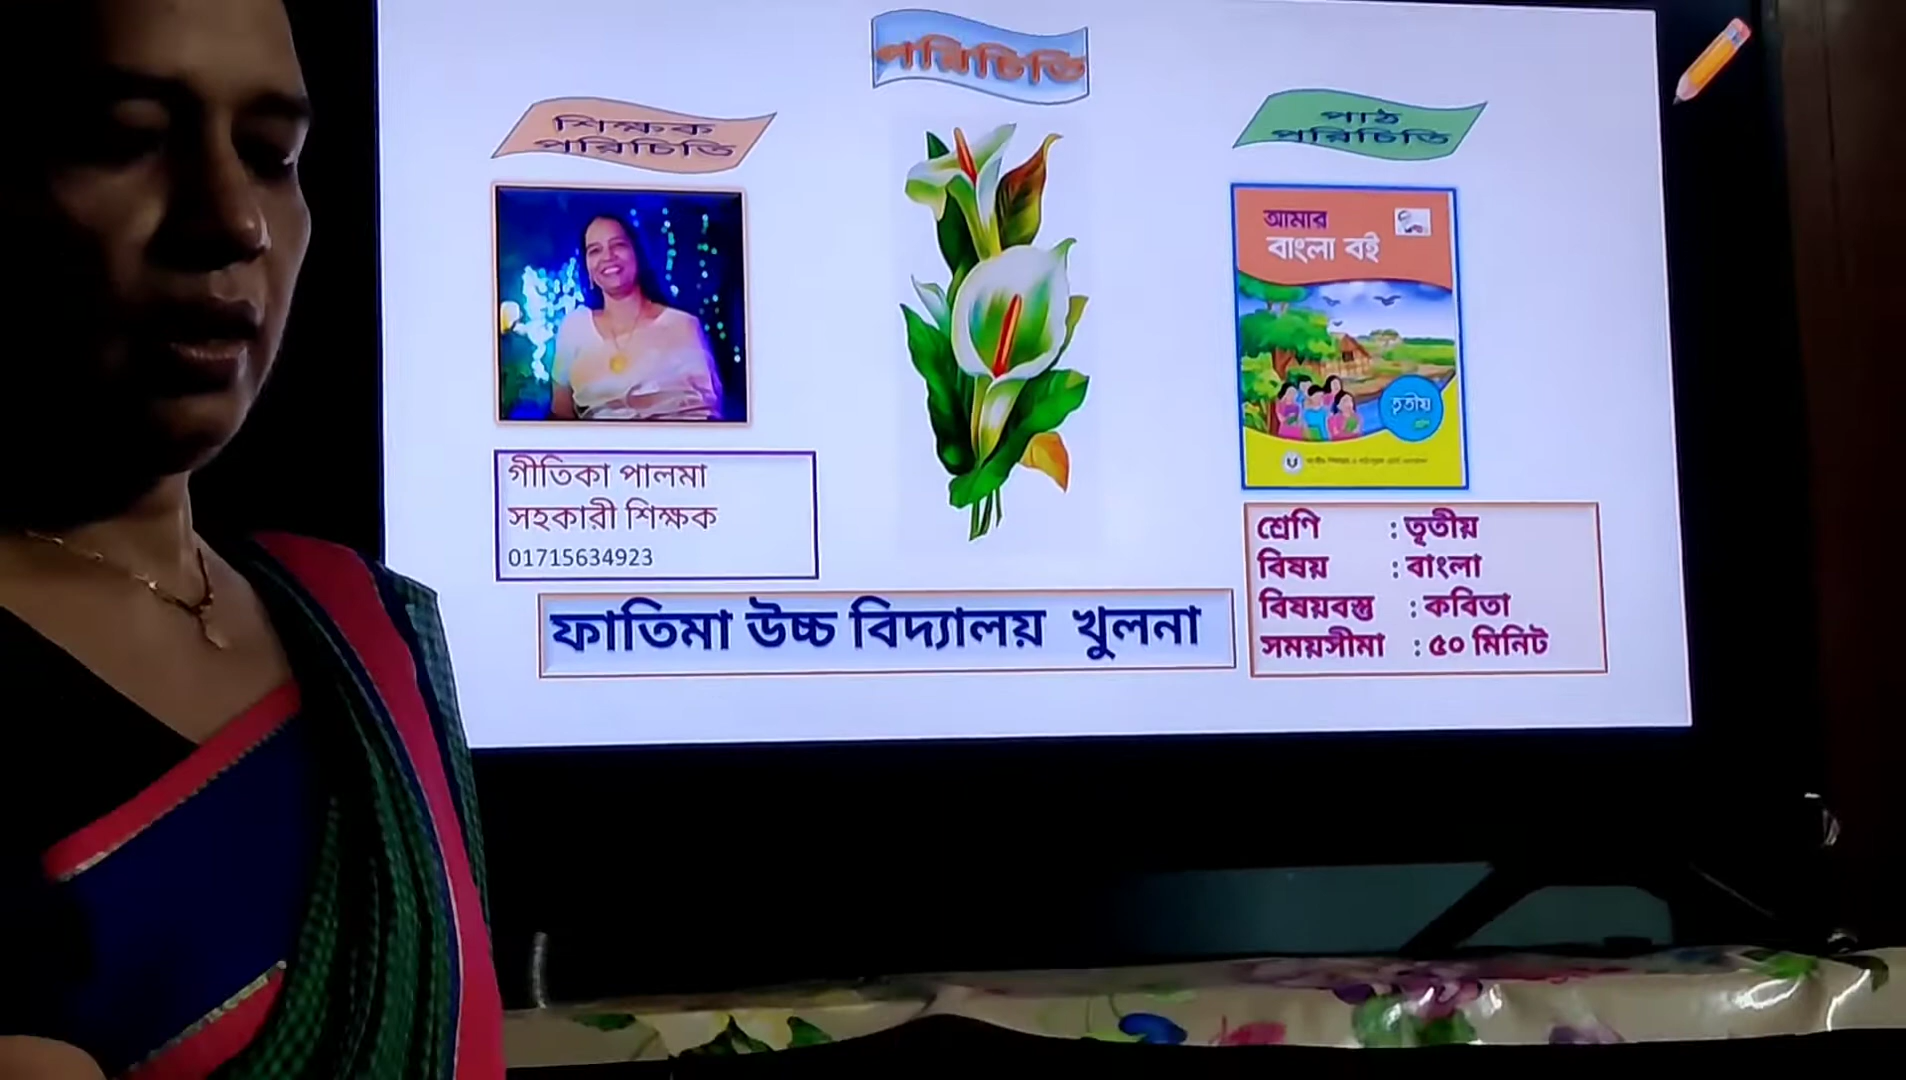 পরিচিতি
শিক্ষক
পরিচিতি
গীতিকা পালমা
সহকারী শিক্ষক
01715634923
ফাতিমা উচ্চ বিদ্যালয় খুলনা
পাঠ
পরিচিতি
আমার
বাংলা বই
তৃতীয়
শ্রেণি : তৃতীয়
বিষয় : বাংলা
বিষয়বস্তু : কবিতা
সময়সীমা : ৫০ মিনিট